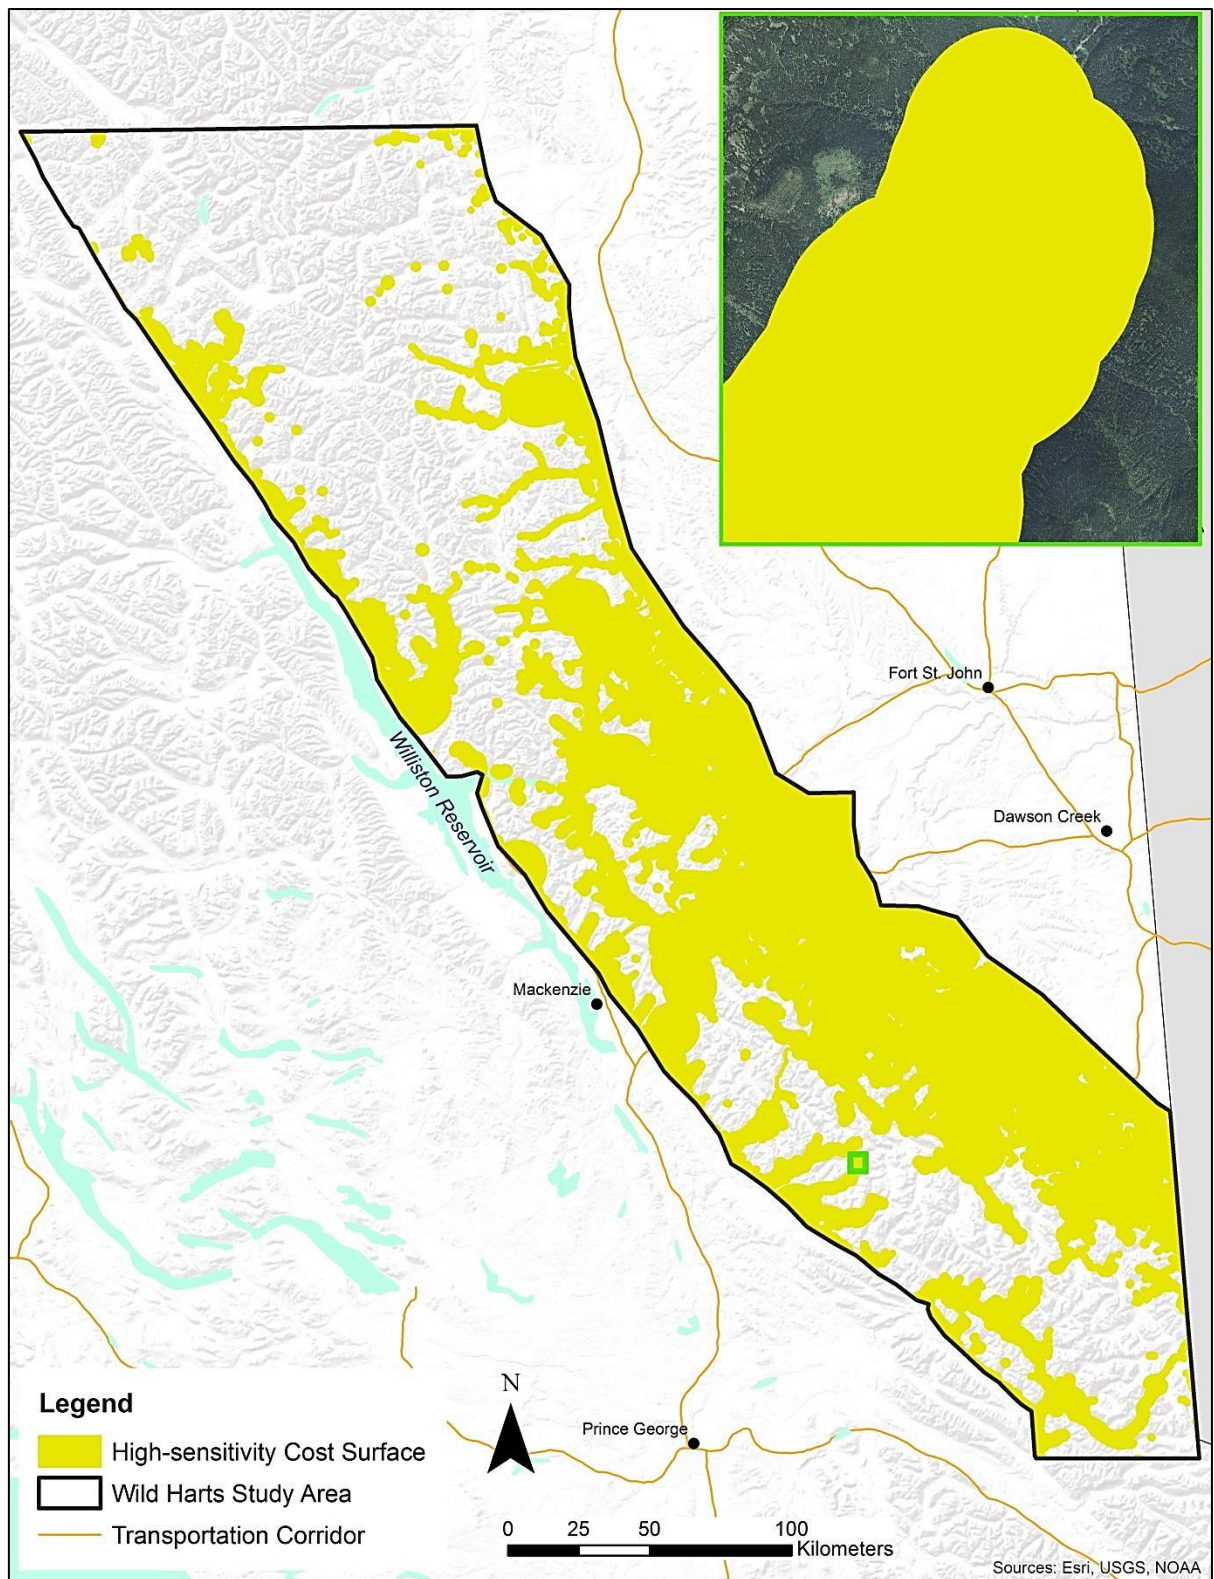 Fort St. John
Dawson Creek
Williston Reservoir
Mackenzie
Legend
High-sensitivity Cost Surface
Wild Harts Study Area
Transportation Corridor
N
Prince George
0 25 50 100
Kilometers
Sources: Esri, USGS, NOAA